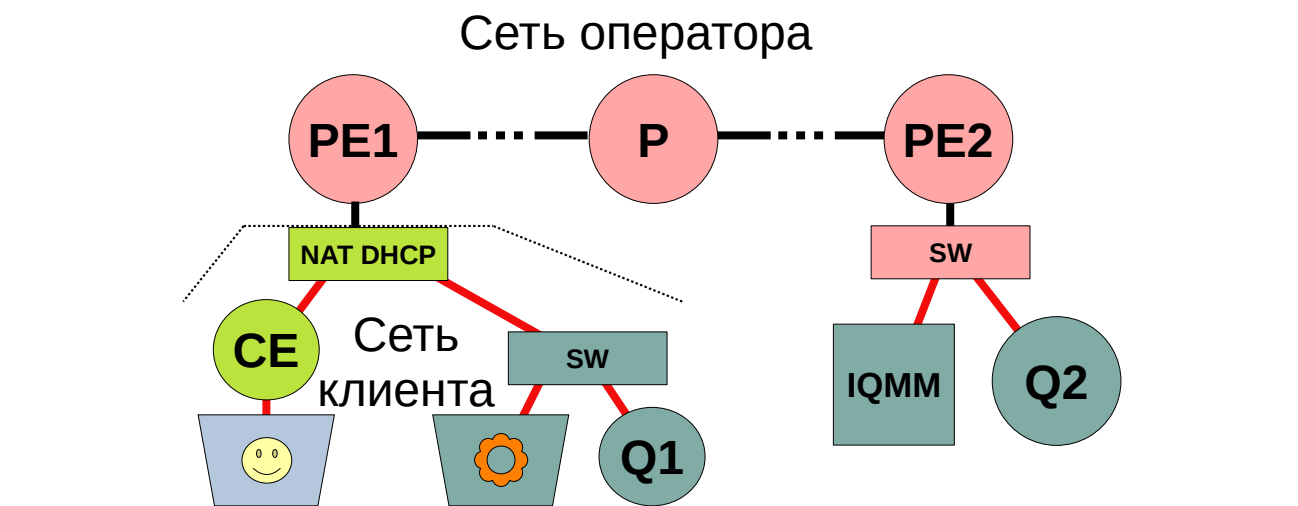 Сеть оператора
PE1
P
PE2
NAT DHCP
SW
CE
Сеть
клиента
SW
IQMM
Q2
Q1